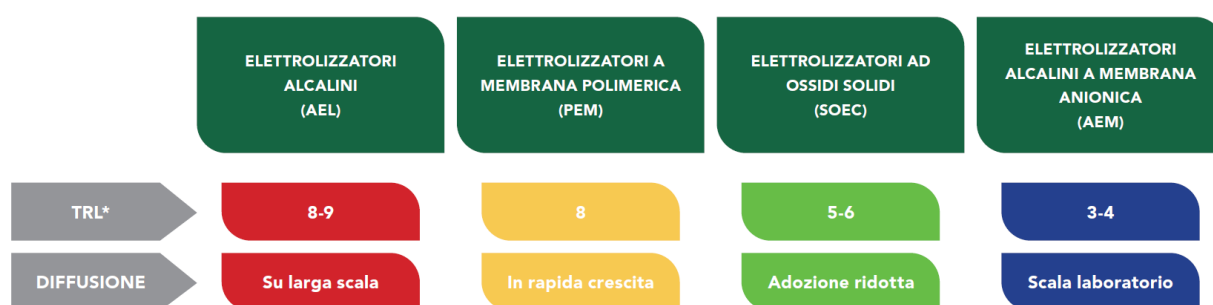 ELETTROLIZZATORI
ALCALINI
(AEL)
ELETTROLIZZATORI A
MEMBRANA POLIMERICA
(PEM)
ELETTROLIZZATORI AD
OSSIDI SOLIDI
(SOEC)
ELETTROLIZZATORI
ALCALINI A MEMBRANA
ANIONICA
(AEM)
TRL*
8-9
8
5-6
3-4
DIFFUSIONE
Su larga scala
In rapida crescita
Adozione ridotta
Scala laboratorio